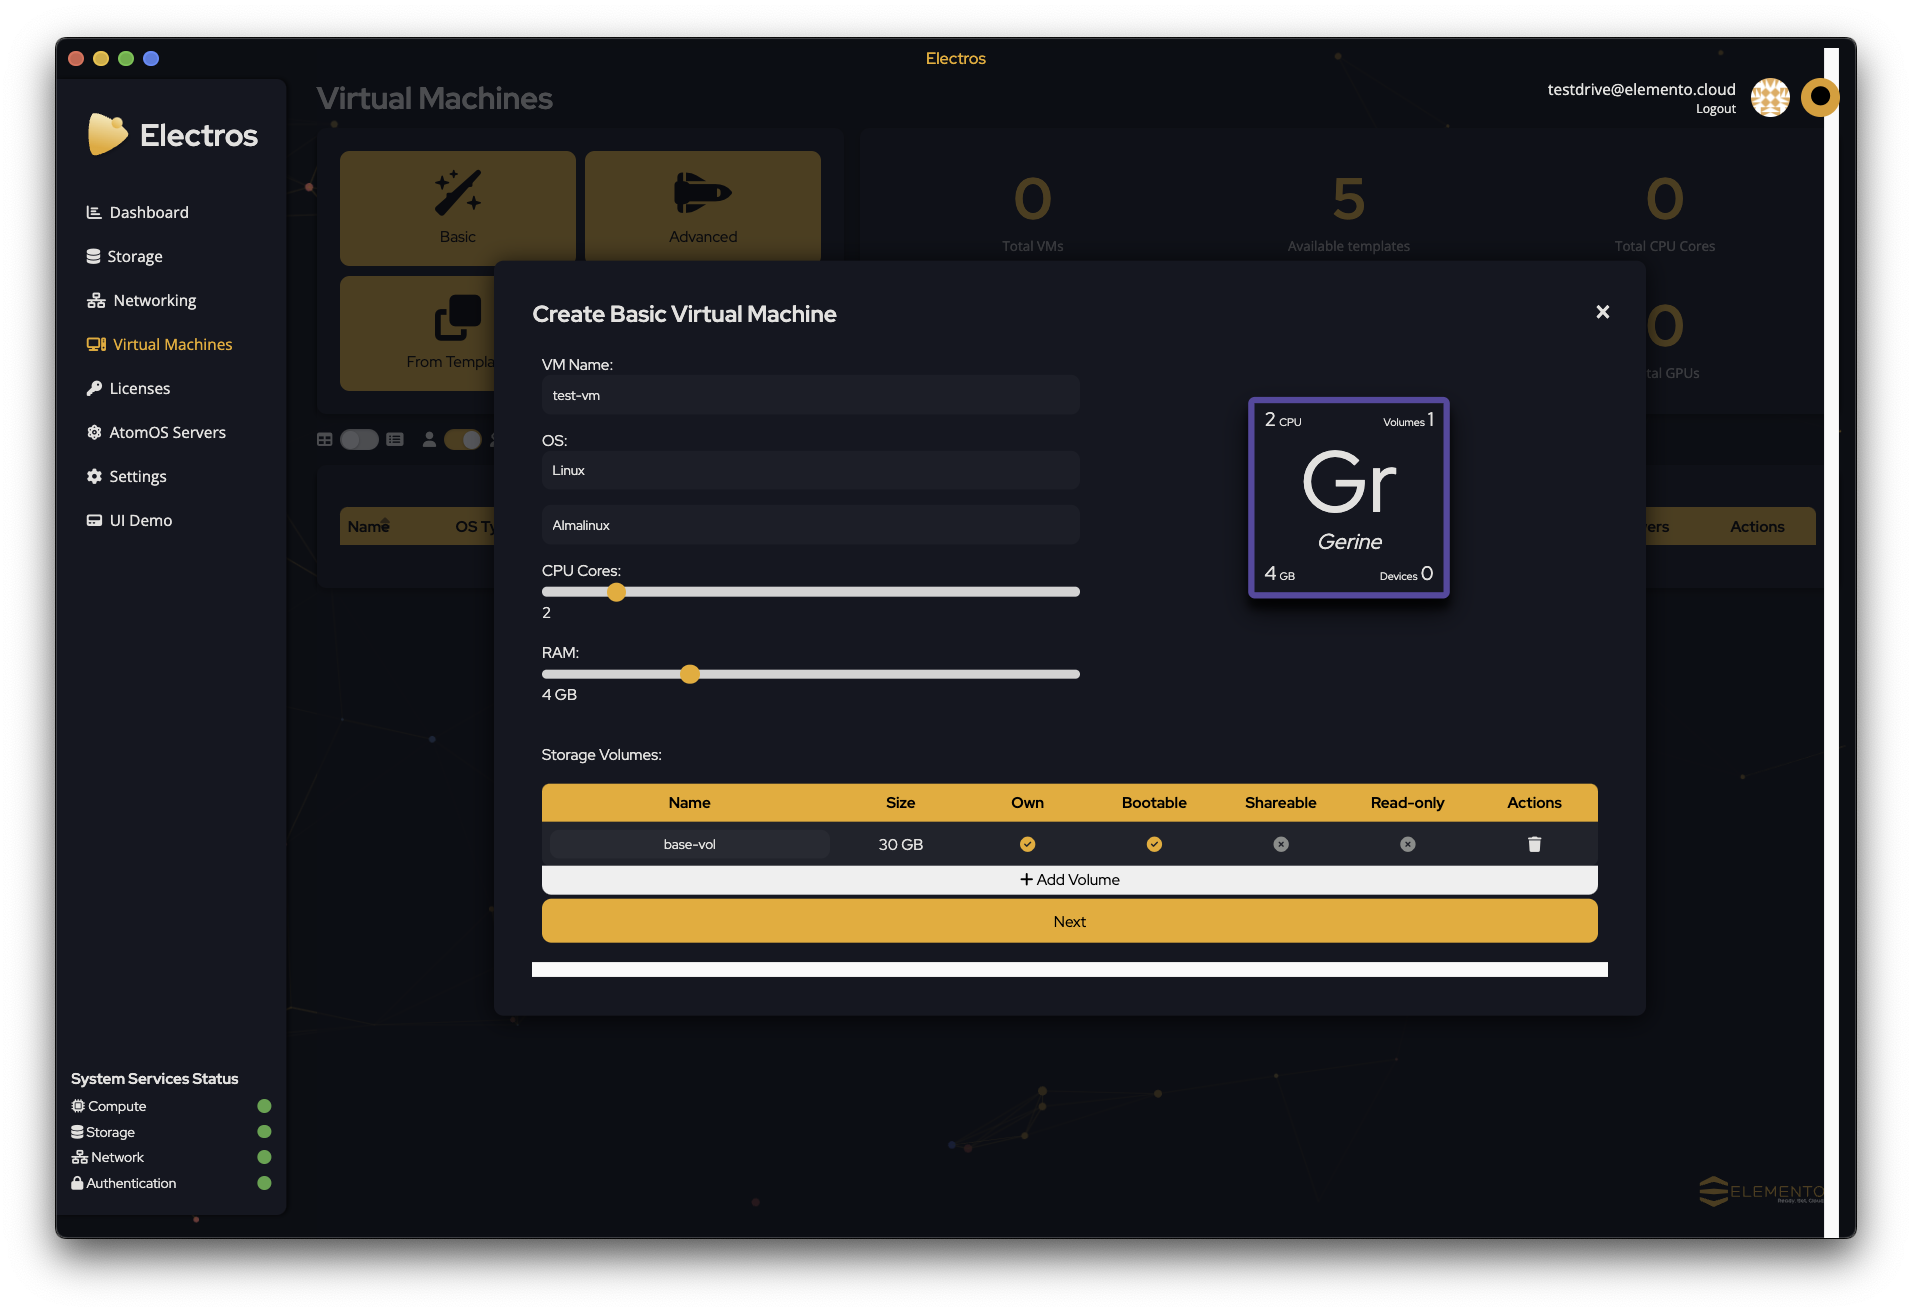 Electros
testdrive@elemento.cloud
Logout
Electros
Dashboard
Storage
Networking
Virtual Machines
Licenses
AtomOS Servers
Settings
UI Demo
System Services Status
Compute
Storage
Network
Authentication
Virtual Machines
Basic
Advanced
From Templa
0
Total VMs
5
Available templates
0
Total CPU Cores
0
tal GPUs
Name
OS Ty
ers
Actions
Create Basic Virtual Machine
VM Name:
test-vm
OS:
Linux
Almalinux
CPU Cores:
2
RAM:
4 GB
2 CPU
Volumes 1
Gr
Gerine
4 GB
Devices 0
Storage Volumes:
Name Size Own Bootable Shareable Read-only Actions
base-vol 30 GB
+ Add Volume
Next
ELEMENTO